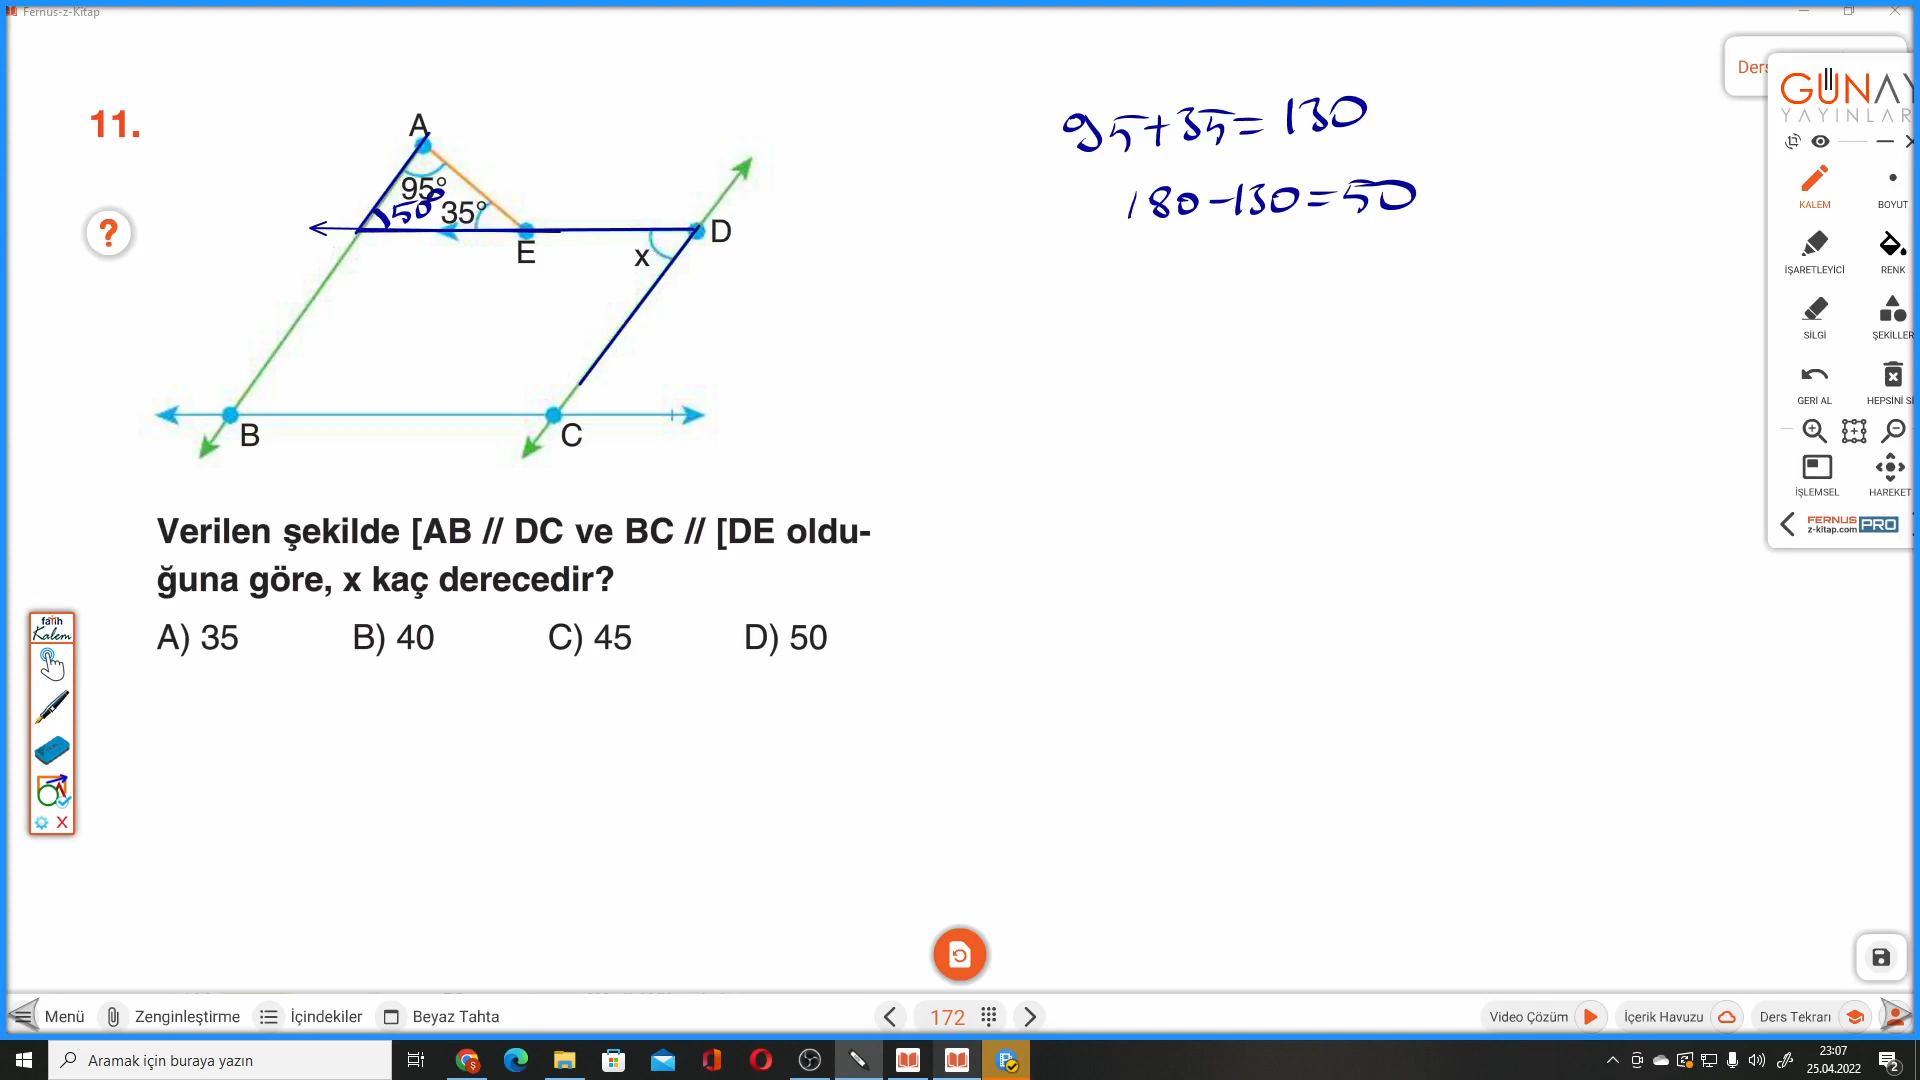 Fernus-z-Kitap
Ders
GÜNAY
YAYINLAR
11.
A
95°
50°
35°
E
D
x
B
C
95+35=130
180-130=50
KALEM
BOYUT
İŞARETLEYİCİ
RENK
SİLGİ
ŞEKİLLER
GERİ AL
HEPSİNİ Sİ
İŞLEMSEL
HAREKET
FERNUS
z-kitap.com PRO
Verilen şekilde [AB // DC ve BC // [DE oldu-
ğuna göre, x kaç derecedir?
A) 35 B) 40 C) 45 D) 50
fatih
Kalem
X
Menü Zenginleştirme İçindekiler Beyaz Tahta 172 Video Çözüm İçerik Havuzu Ders Tekrarı
Aramak için buraya yazın
23:07
25.04.2022
2